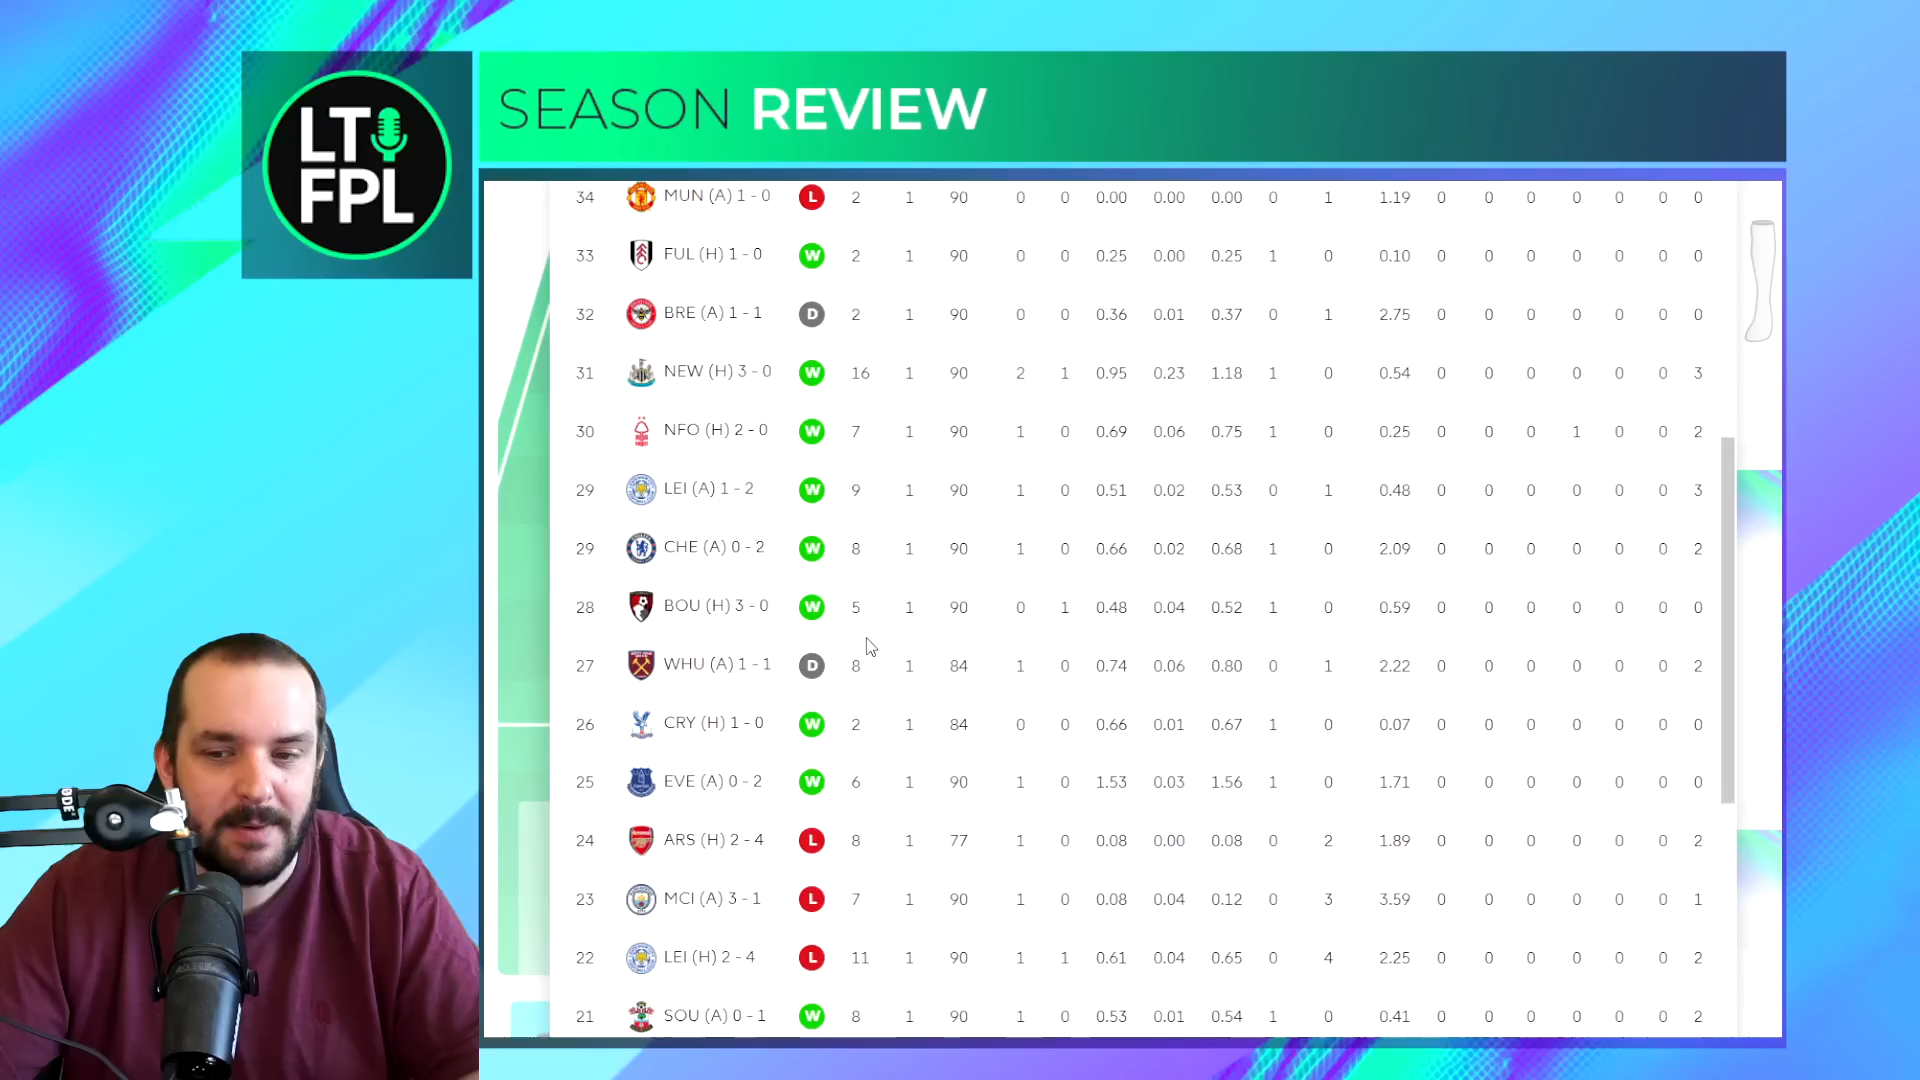 LT
FPL
SEASON REVIEW
34 MUN (A) 1 - 0 L 2 1 90 0 0 0.00 0.00 0.00 0 1 1.19 0 0 0 0 0 0 0
33 FUL (H) 1 - 0 W 2 1 90 0 0 0.25 0.00 0.25 1 0 0.10 0 0 0 0 0 0 0
32 BRE (A) 1 - 1 D 2 1 90 0 0 0.36 0.01 0.37 0 1 2.75 0 0 0 0 0 0 0
31 NEW (H) 3 - 0 W 16 1 90 2 1 0.95 0.23 1.18 1 0 0.54 0 0 0 0 0 0 3
30 NFO (H) 2 - 0 W 7 1 90 1 0 0.69 0.06 0.75 1 0 0.25 0 0 0 1 0 0 2
29 LEI (A) 1 - 2 W 9 1 90 1 0 0.51 0.02 0.53 0 1 0.48 0 0 0 0 0 0 3
29 CHE (A) 0 - 2 W 8 1 90 1 0 0.66 0.02 0.68 1 0 2.09 0 0 0 0 0 0 2
28 BOU (H) 3 - 0 W 5 1 90 0 1 0.48 0.04 0.52 1 0 0.59 0 0 0 0 0 0 0
27 WHU (A) 1 - 1 D 8 1 84 1 0 0.74 0.06 0.80 0 1 2.22 0 0 0 0 0 0 2
26 CRY (H) 1 - 0 W 2 1 84 0 0 0.66 0.01 0.67 1 0 0.07 0 0 0 0 0 0 0
25 EVE (A) 0 - 2 W 6 1 90 1 0 1.53 0.03 1.56 1 0 1.71 0 0 0 0 0 0 0
24 ARS (H) 2 - 4 L 8 1 77 1 0 0.08 0.00 0.08 0 2 1.89 0 0 0 0 0 0 2
23 MCI (A) 3 - 1 L 7 1 90 1 0 0.08 0.04 0.12 0 3 3.59 0 0 0 0 0 0 1
22 LEI (H) 2 - 4 L 11 1 90 1 1 0.61 0.04 0.65 0 4 2.25 0 0 0 0 0 0 2
21 SOU (A) 0 - 1 W 8 1 90 1 0 0.53 0.01 0.54 1 0 0.41 0 0 0 0 0 0 2